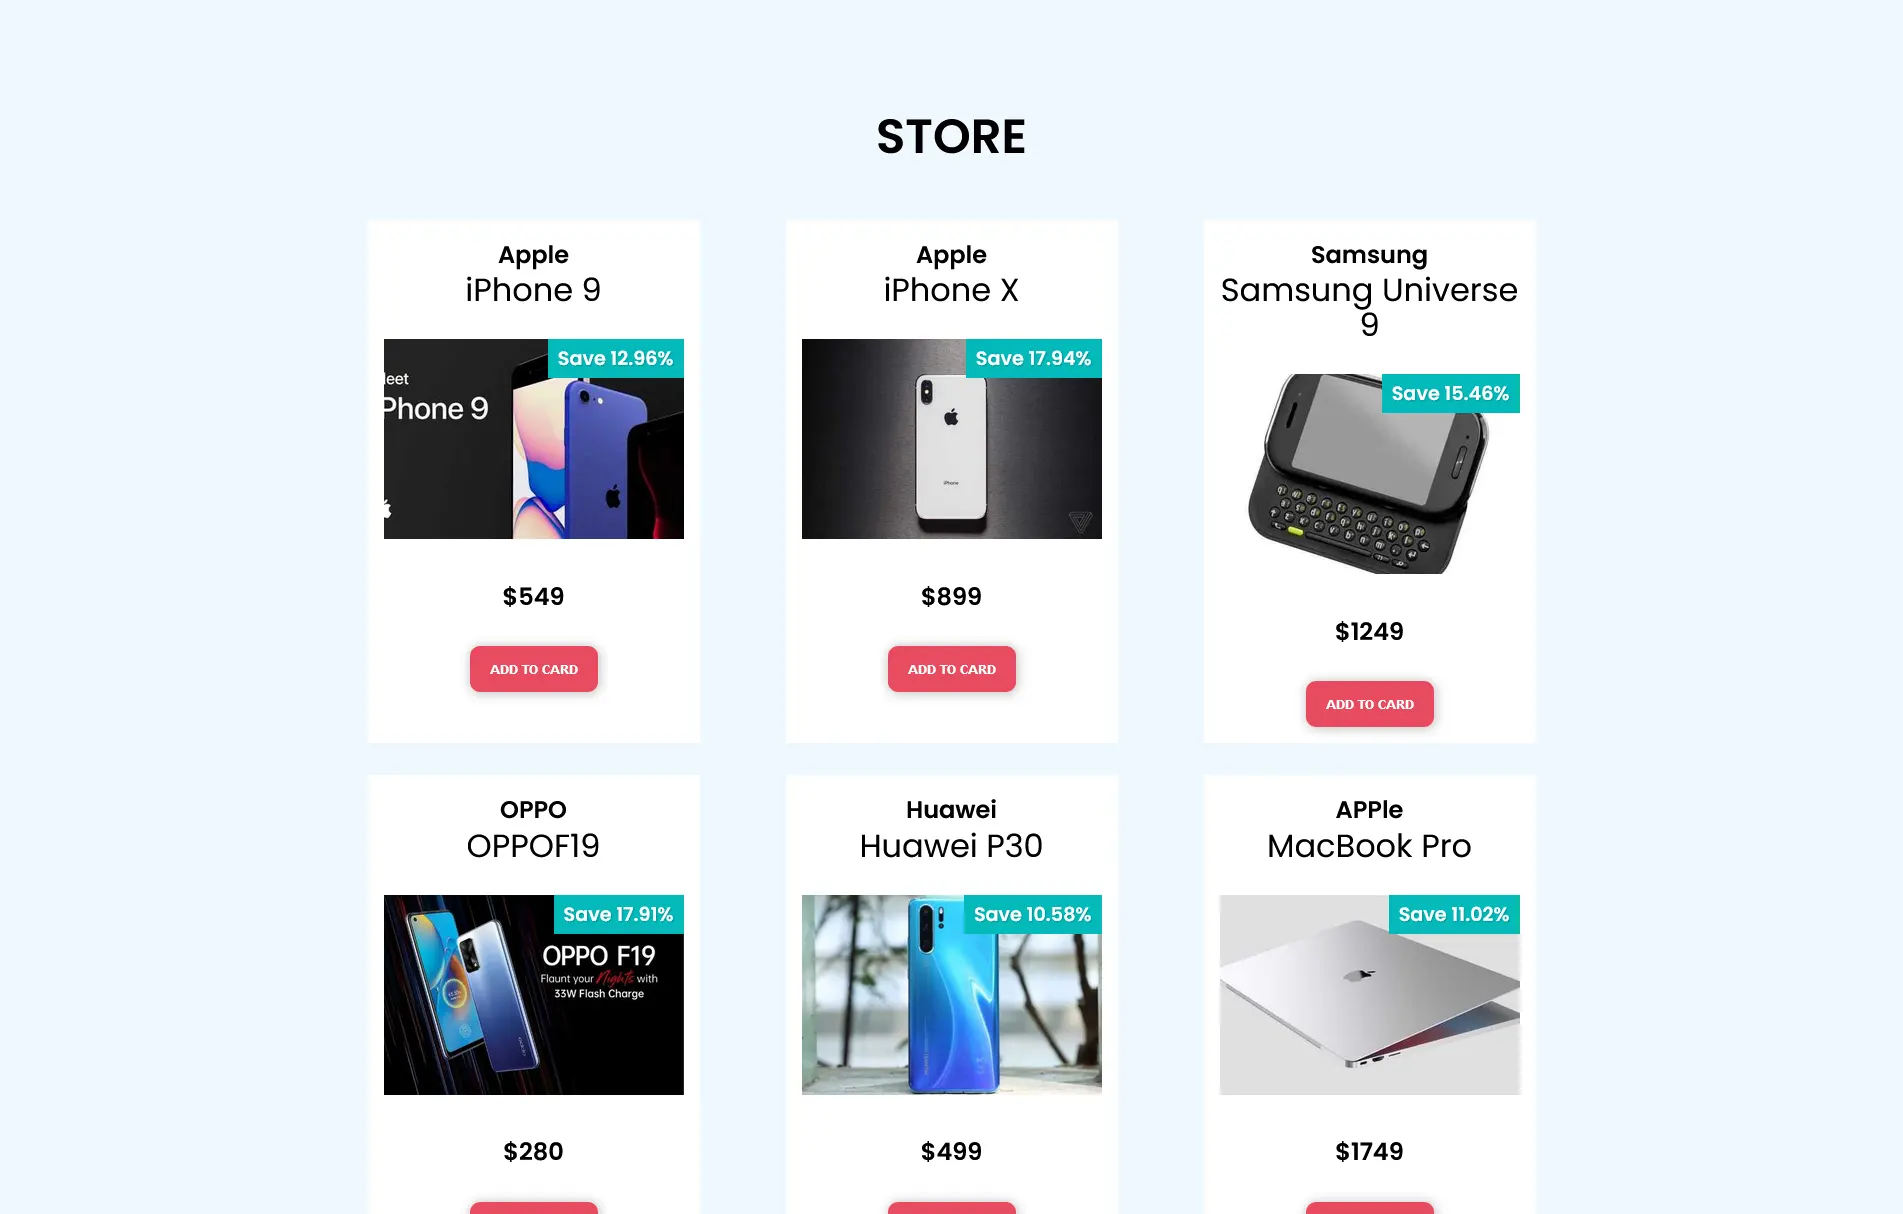 STORE
Apple
iPhone 9
Save 12.96%
leet
Phone 9
$549
ADD TO CARD
Apple
iPhone X
Save 17.94%
iPhone
$899
ADD TO CARD
Samsung
Samsung Universe
9
Save 15.46%
$1249
ADD TO CARD
OPPO
OPPOF19
Save 17.91%
OPPO F19
Flaunt your Nights with
33W Flash Charge
oppo
$280
Huawei
Huawei P30
Save 10.58%
$499
APPle
MacBook Pro
Save 11.02%
$1749